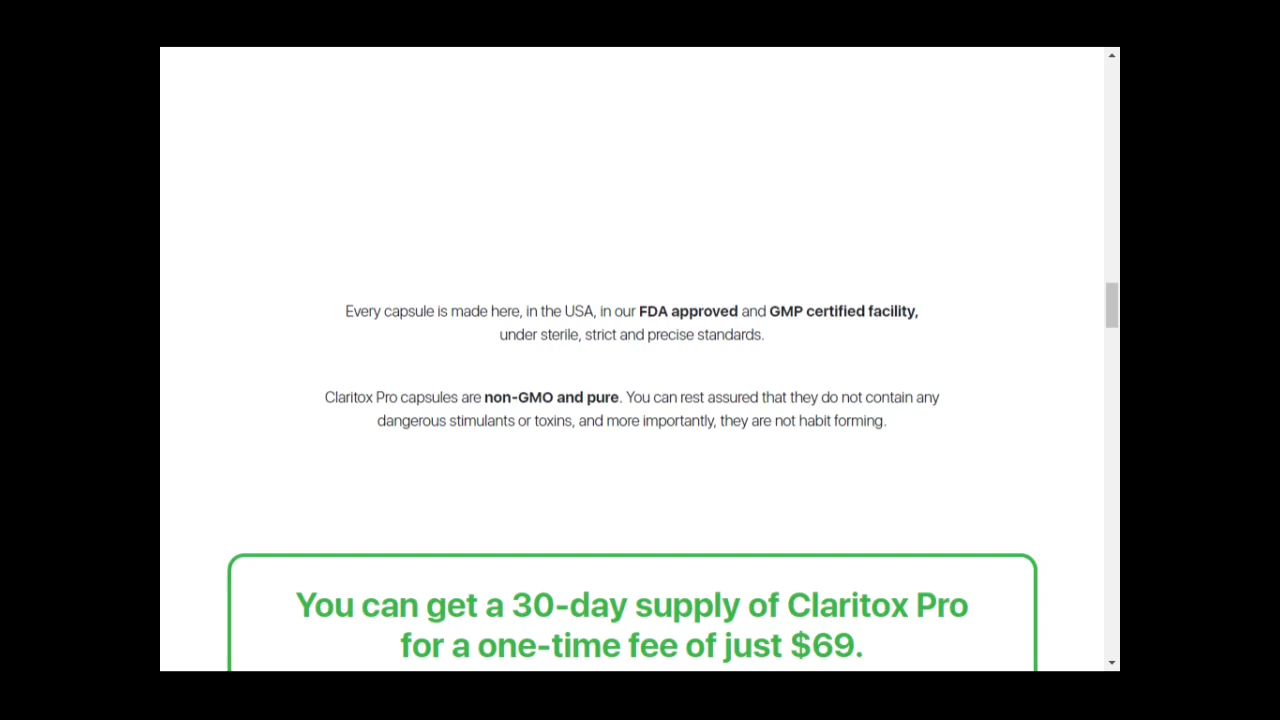 Every capsule is made here, in the USA, in our FDA approved and GMP certified facility,
under sterile, strict and precise standards.
Claritox Pro capsules are non-GMO and pure. You can rest assured that they do not contain any
dangerous stimulants or toxins, and more importantly, they are not habit forming.
You can get a 30-day supply of Claritox Pro
for a one-time fee of just $69.